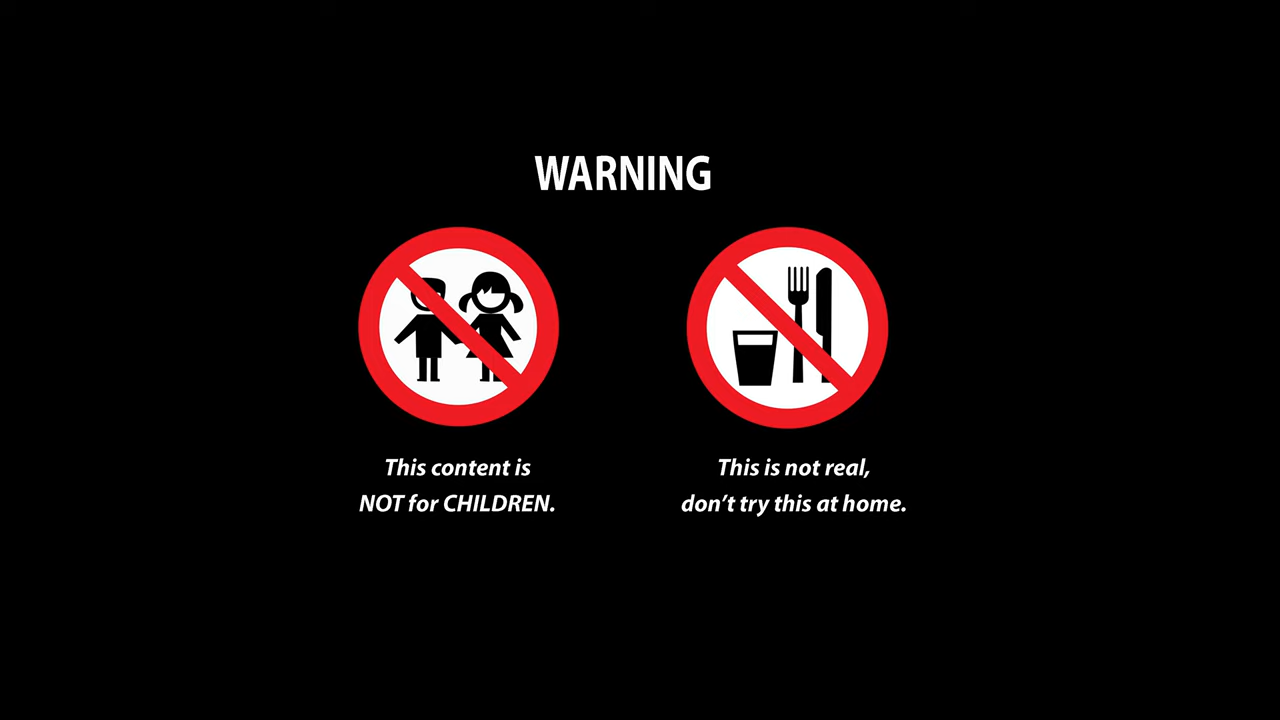 WARNING
This content is
NOT for CHILDREN.
This is not real,
don't try this at home.